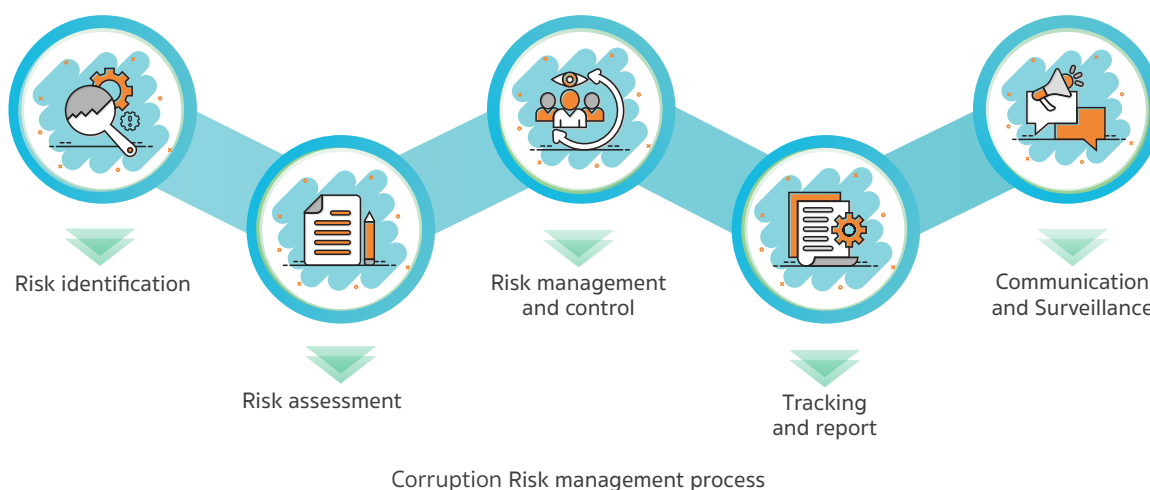 Risk identification
Risk assessment
Risk management
and control
Tracking
and report
Communication
and Surveillance
Corruption Risk management process